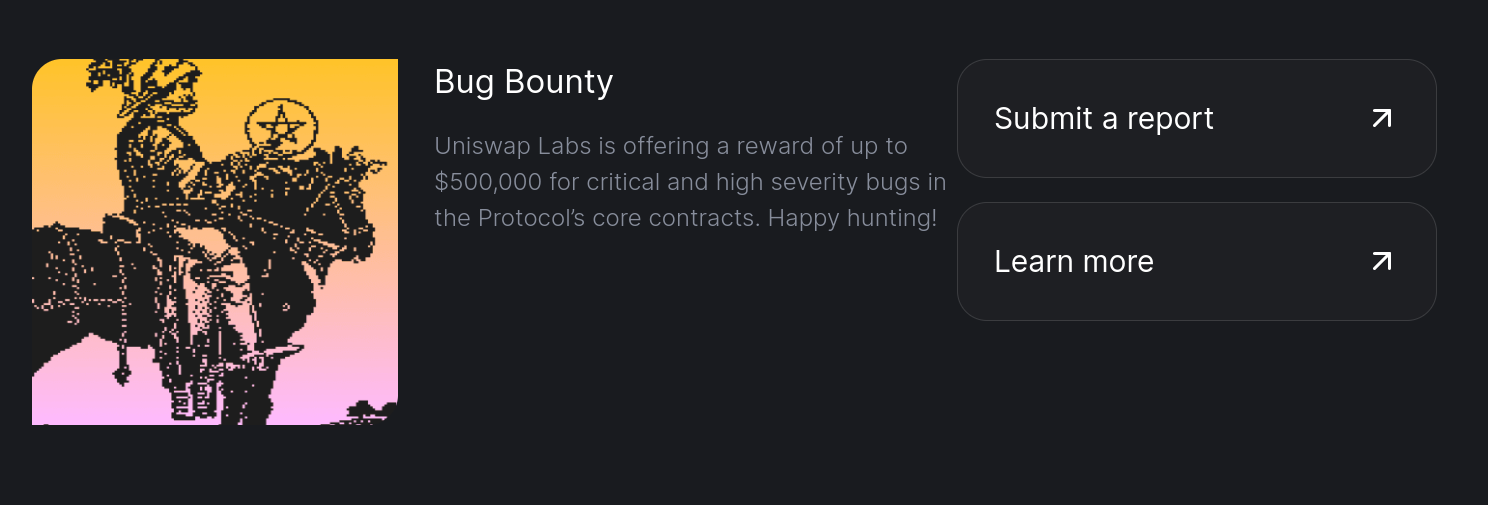 Bug Bounty
Uniswap Labs is offering a reward of up to
$500,000 for critical and high severity bugs in
the Protocol’s core contracts. Happy hunting!
Submit a report
Learn more